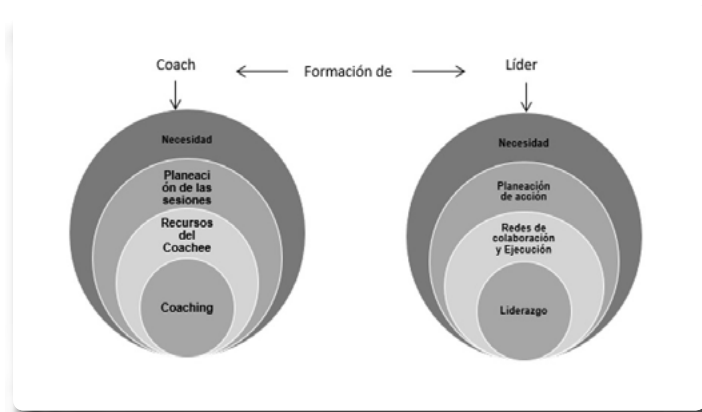 Coach
Formación de
Líder
Necesidad
Planeaci
ón de las
sesiones
Recursos
del
Coachee
Coaching
Necesidad
Planeación
de acción
Redes de
colaboración
y Ejecución
Liderazgo